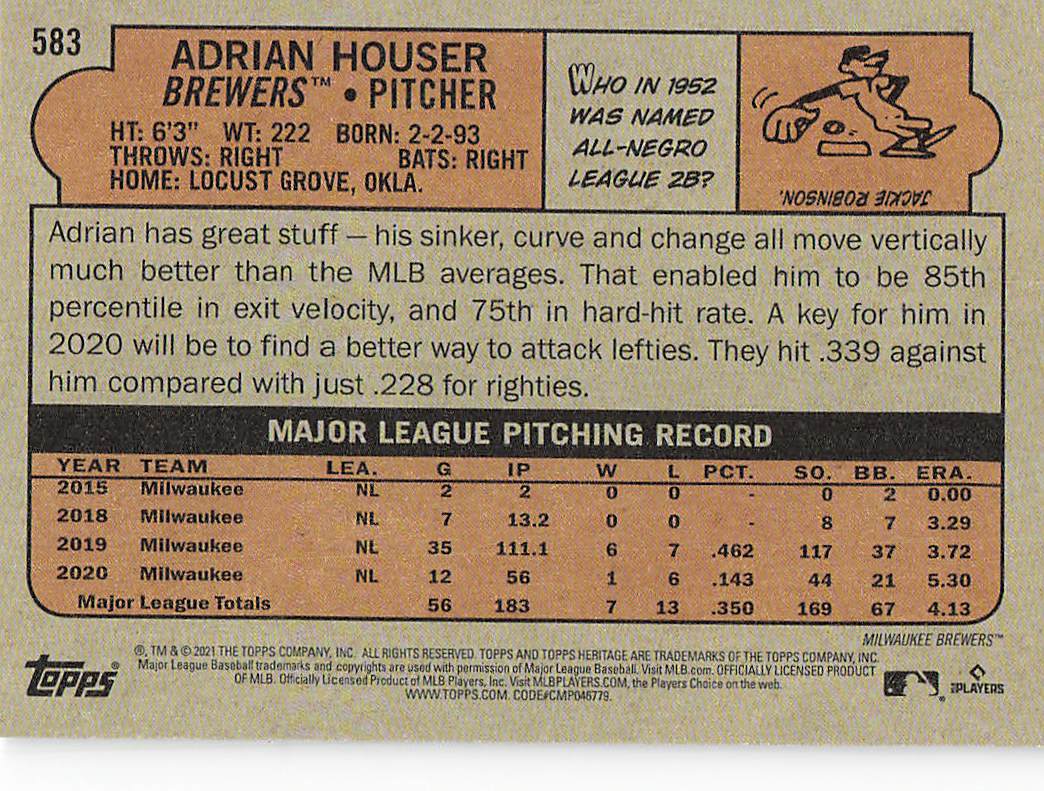 583
ADRIAN HOUSER
BREWERS™ • PITCHER
HT: 6'3" WT: 222 BORN: 2-2-93
THROWS: RIGHT BATS: RIGHT
HOME: LOCUST GROVE, OKLA.
WHO IN 1952
WAS NAMED
ALL-NEGRO
LEAGUE 2B?
JACKIE ROBINSON.
Adrian has great stuff — his sinker, curve and change all move vertically
much better than the MLB averages. That enabled him to be 85th
percentile in exit velocity, and 75th in hard-hit rate. A key for him in
2020 will be to find a better way to attack lefties. They hit .339 against
him compared with just .228 for righties.
MAJOR LEAGUE PITCHING RECORD
YEAR TEAM LEA. G IP W L PCT. SO. BB. ERA.
2015 Milwaukee NL 2 2 0 0 - 0 2 0.00
2018 Milwaukee NL 7 13.2 0 0 - 8 7 3.29
2019 Milwaukee NL 35 111.1 6 7 .462 117 37 3.72
2020 Milwaukee NL 12 56 1 6 .143 44 21 5.30
Major League Totals 56 183 7 13 .350 169 67 4.13
MILWAUKEE BREWERS™
®, TM & © 2021 THE TOPPS COMPANY, INC. ALL RIGHTS RESERVED. TOPPS AND TOPPS HERITAGE ARE TRADEMARKS OF THE TOPPS COMPANY, INC.
Major League Baseball trademarks and copyrights are used with permission of Major League Baseball. Visit MLB.com. OFFICIALLY LICENSED PRODUCT
OF MLB. Officially Licensed Product of MLB Players, Inc. Visit MLBPLAYERS.COM, the Players Choice on the web.
WWW.TOPPS.COM. CODE#CMP046779.
topps®
®
MLBPLAYERS